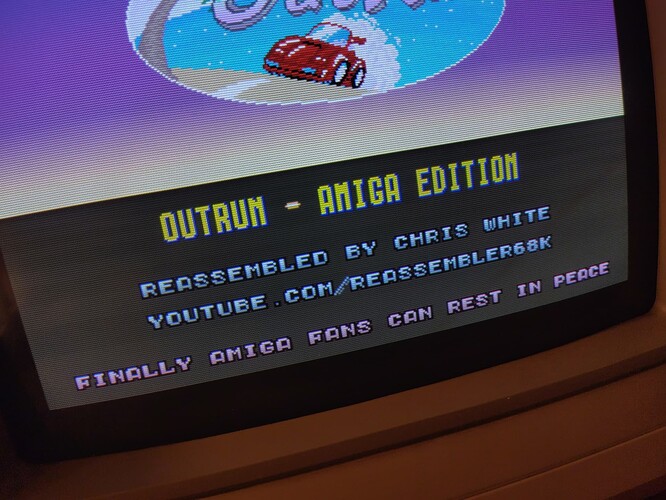 OUTRUN - AMIGA EDITION
REASSEMBLED BY CHRIS WHITE
YOUTUBE.COM/REASSEMBLER68K
FINALLY AMIGA FANS CAN REST IN PEACE